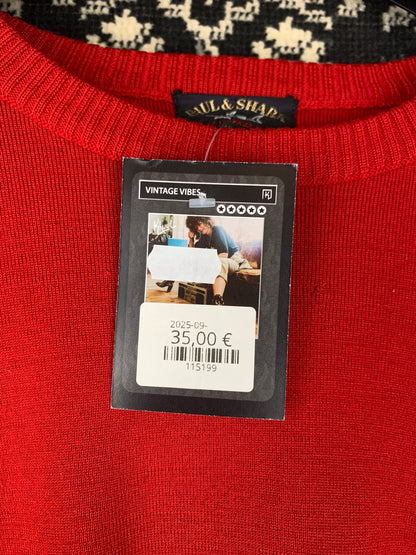 PAUL & SHARK
VINTAGE VIBES
2025-09-
35,00 €
115199